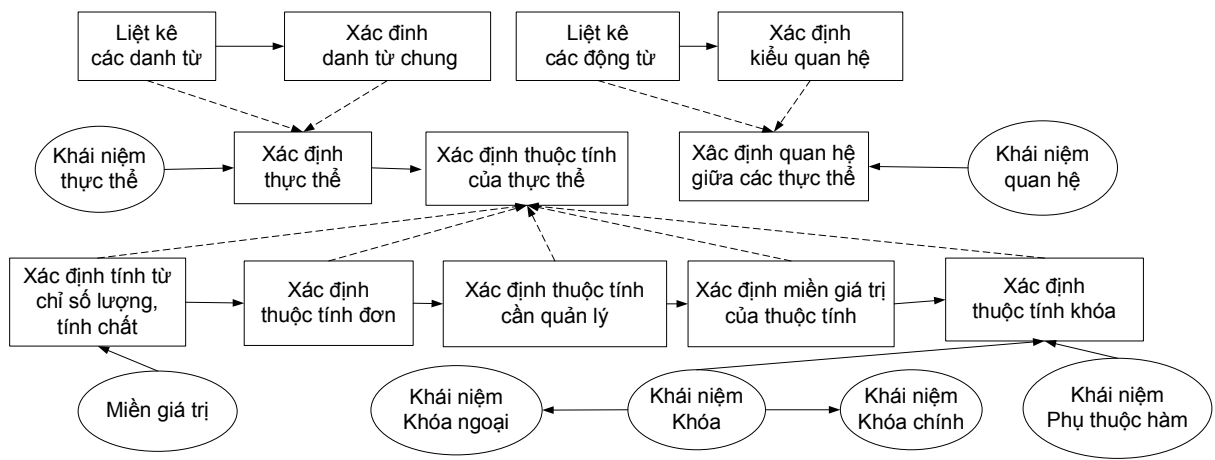 Liệt kê
các danh từ
Xác đinh
danh từ chung
Liệt kê
các động từ
Xác định
kiểu quan hệ
Khái niệm
thực thể
Xác định
thực thể
Xác định thuộc tính
của thực thể
Xâc định quan hệ
giữa các thực thể
Khái niệm
quan hệ
Xác định tính từ
chỉ số lượng,
tính chất
Xác định
thuộc tính đơn
Xác định thuộc tính
cần quản lý
Xác định miền giá trị
của thuộc tính
Xác định
thuộc tính khóa
Miền giá trị
Khái niệm
Khóa ngoại
Khái niệm
Khóa
Khái niệm
Khóa chính
Khái niệm
Phụ thuộc hàm